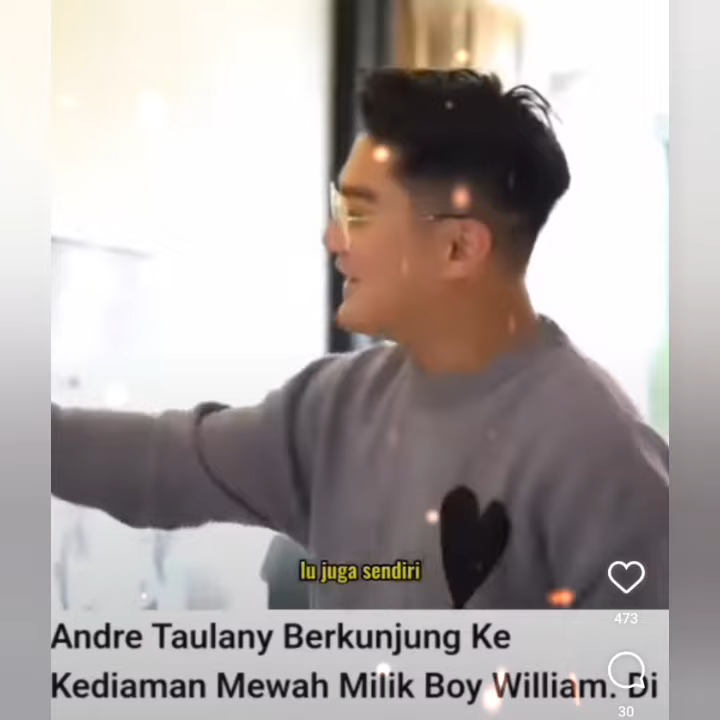 lu juga sendiri
473
Andre Taulany Berkunjung Ke
Kediaman Mewah Milik Boy William. Di
30